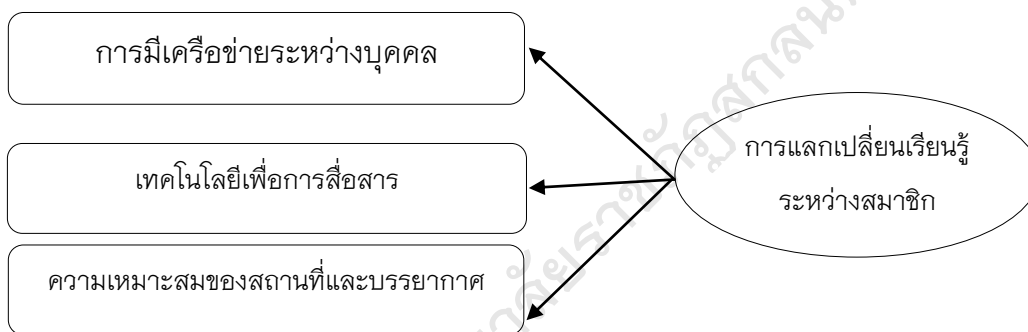 การมีเครือข่ายระหว่างบุคคล
เทคโนโลยีเพื่อการสื่อสาร
ความเหมาะสมของสถานที่และบรรยากาศ
การแลกเปลี่ยนเรียนรู้
ระหว่างสมาชิก